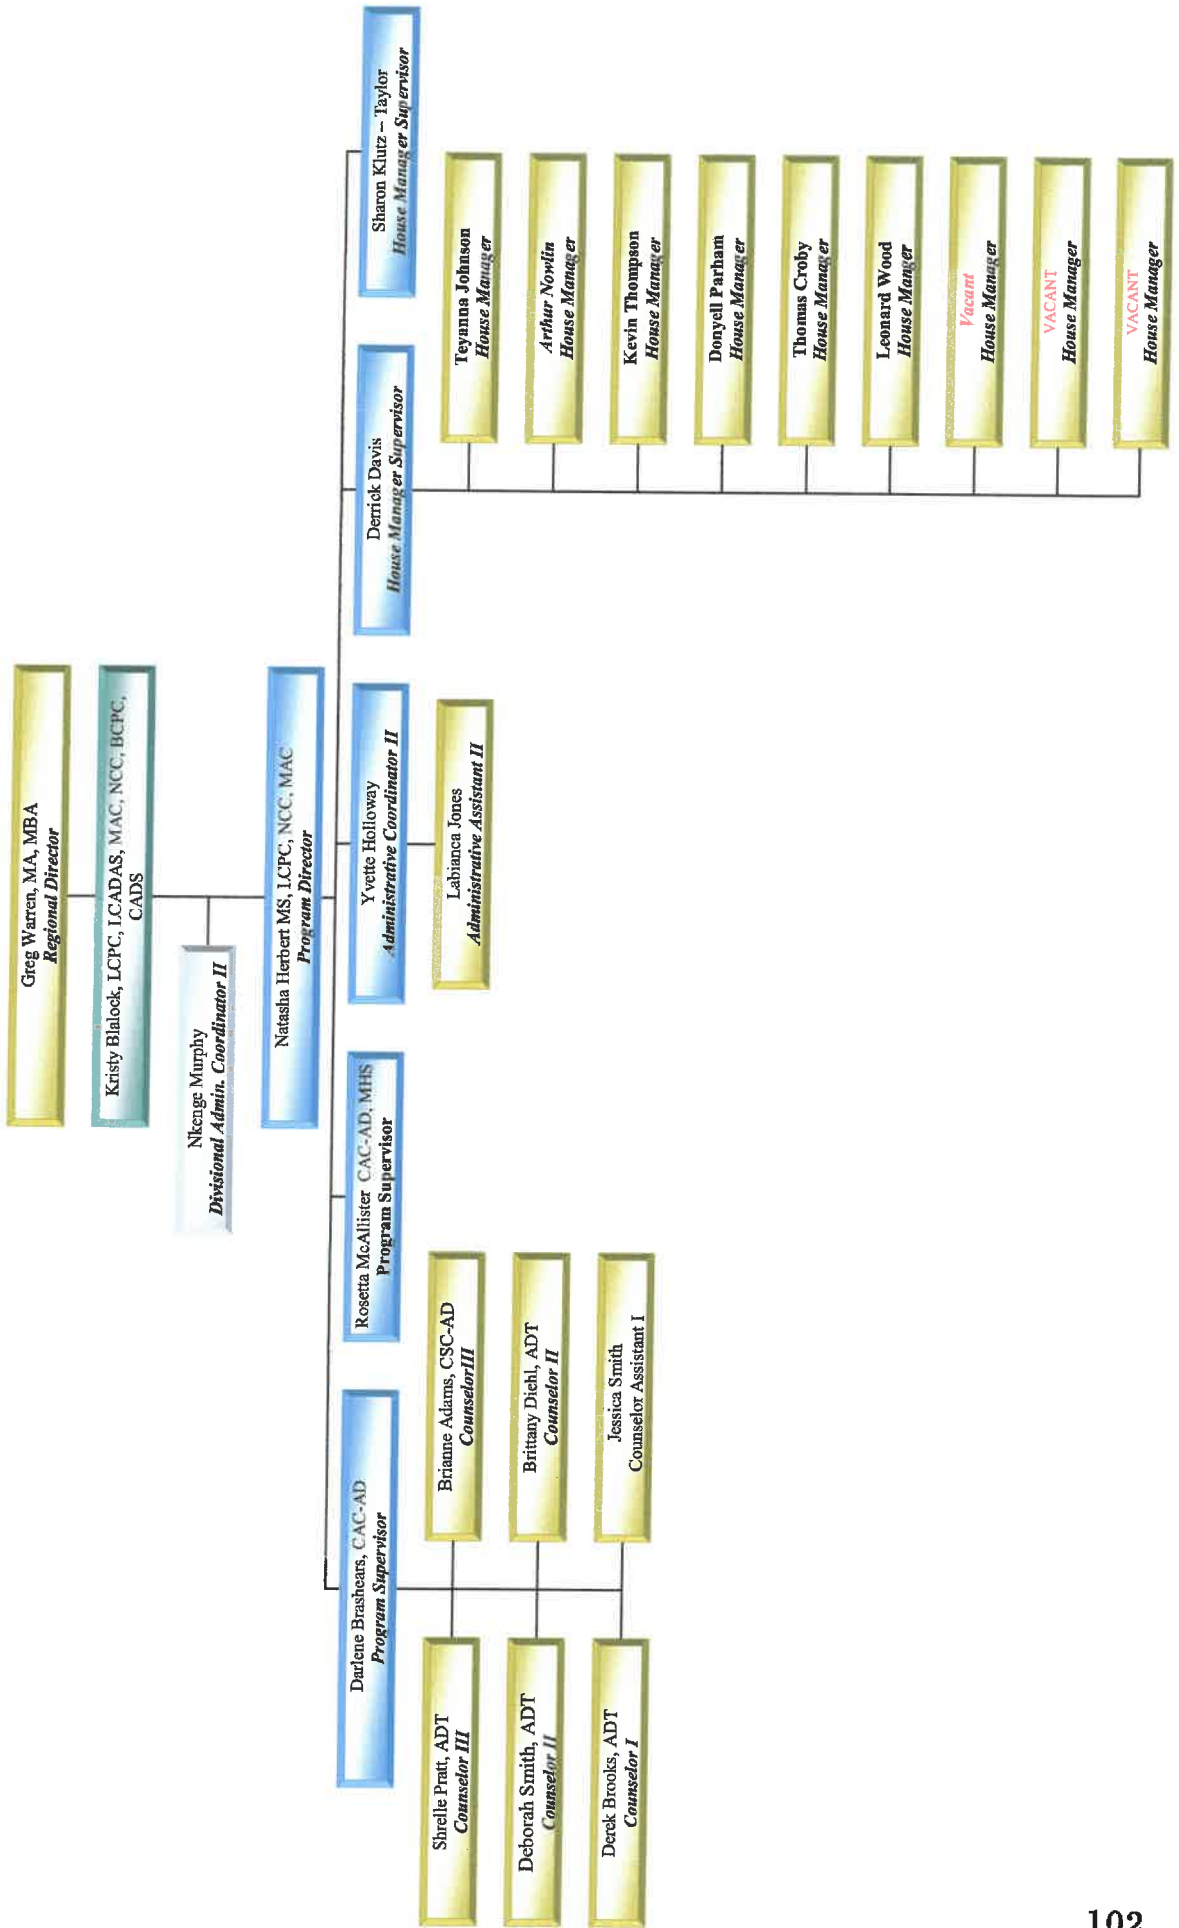 Greg Warren, MA, MBA
Regional Director
Kristy Blalock, LCPC, LCADAS, MAC, NCC, BCPC,
CADS
Nkenge Murphy
Divisional Admin. Coordinator II
Natasha Herbert MS, LCPC, NCC, MAC
Program Director
Darlene Brashears, CAC-AD
Program Supervisor
Rosetta McAllister CAC-AD, MHS
Program Supervisor
Yvette Holloway
Administrative Coordinator II
Derrick Davis
House Manager Supervisor
Sharon Klutz – Taylor
House Manager Supervisor
Shrelle Pratt, ADT
Counselor III
Brianne Adams, CSC-AD
CounselorIII
Deborah Smith, ADT
Counselor II
Brittany Diehl, ADT
Counselor II
Derek Brooks, ADT
Counselor I
Jessica Smith
Counselor Assistant I
Labianca Jones
Administrative Assistant II
Teyanna Johnson
House Manager
Arthur Nowlin
House Manager
Kevin Thompson
House Manager
Donyell Parham
House Manager
Thomas Croby
House Manager
Leonard Wood
House Manger
Vacant
House Manager
VACANT
House Manager
VACANT
House Manager
102